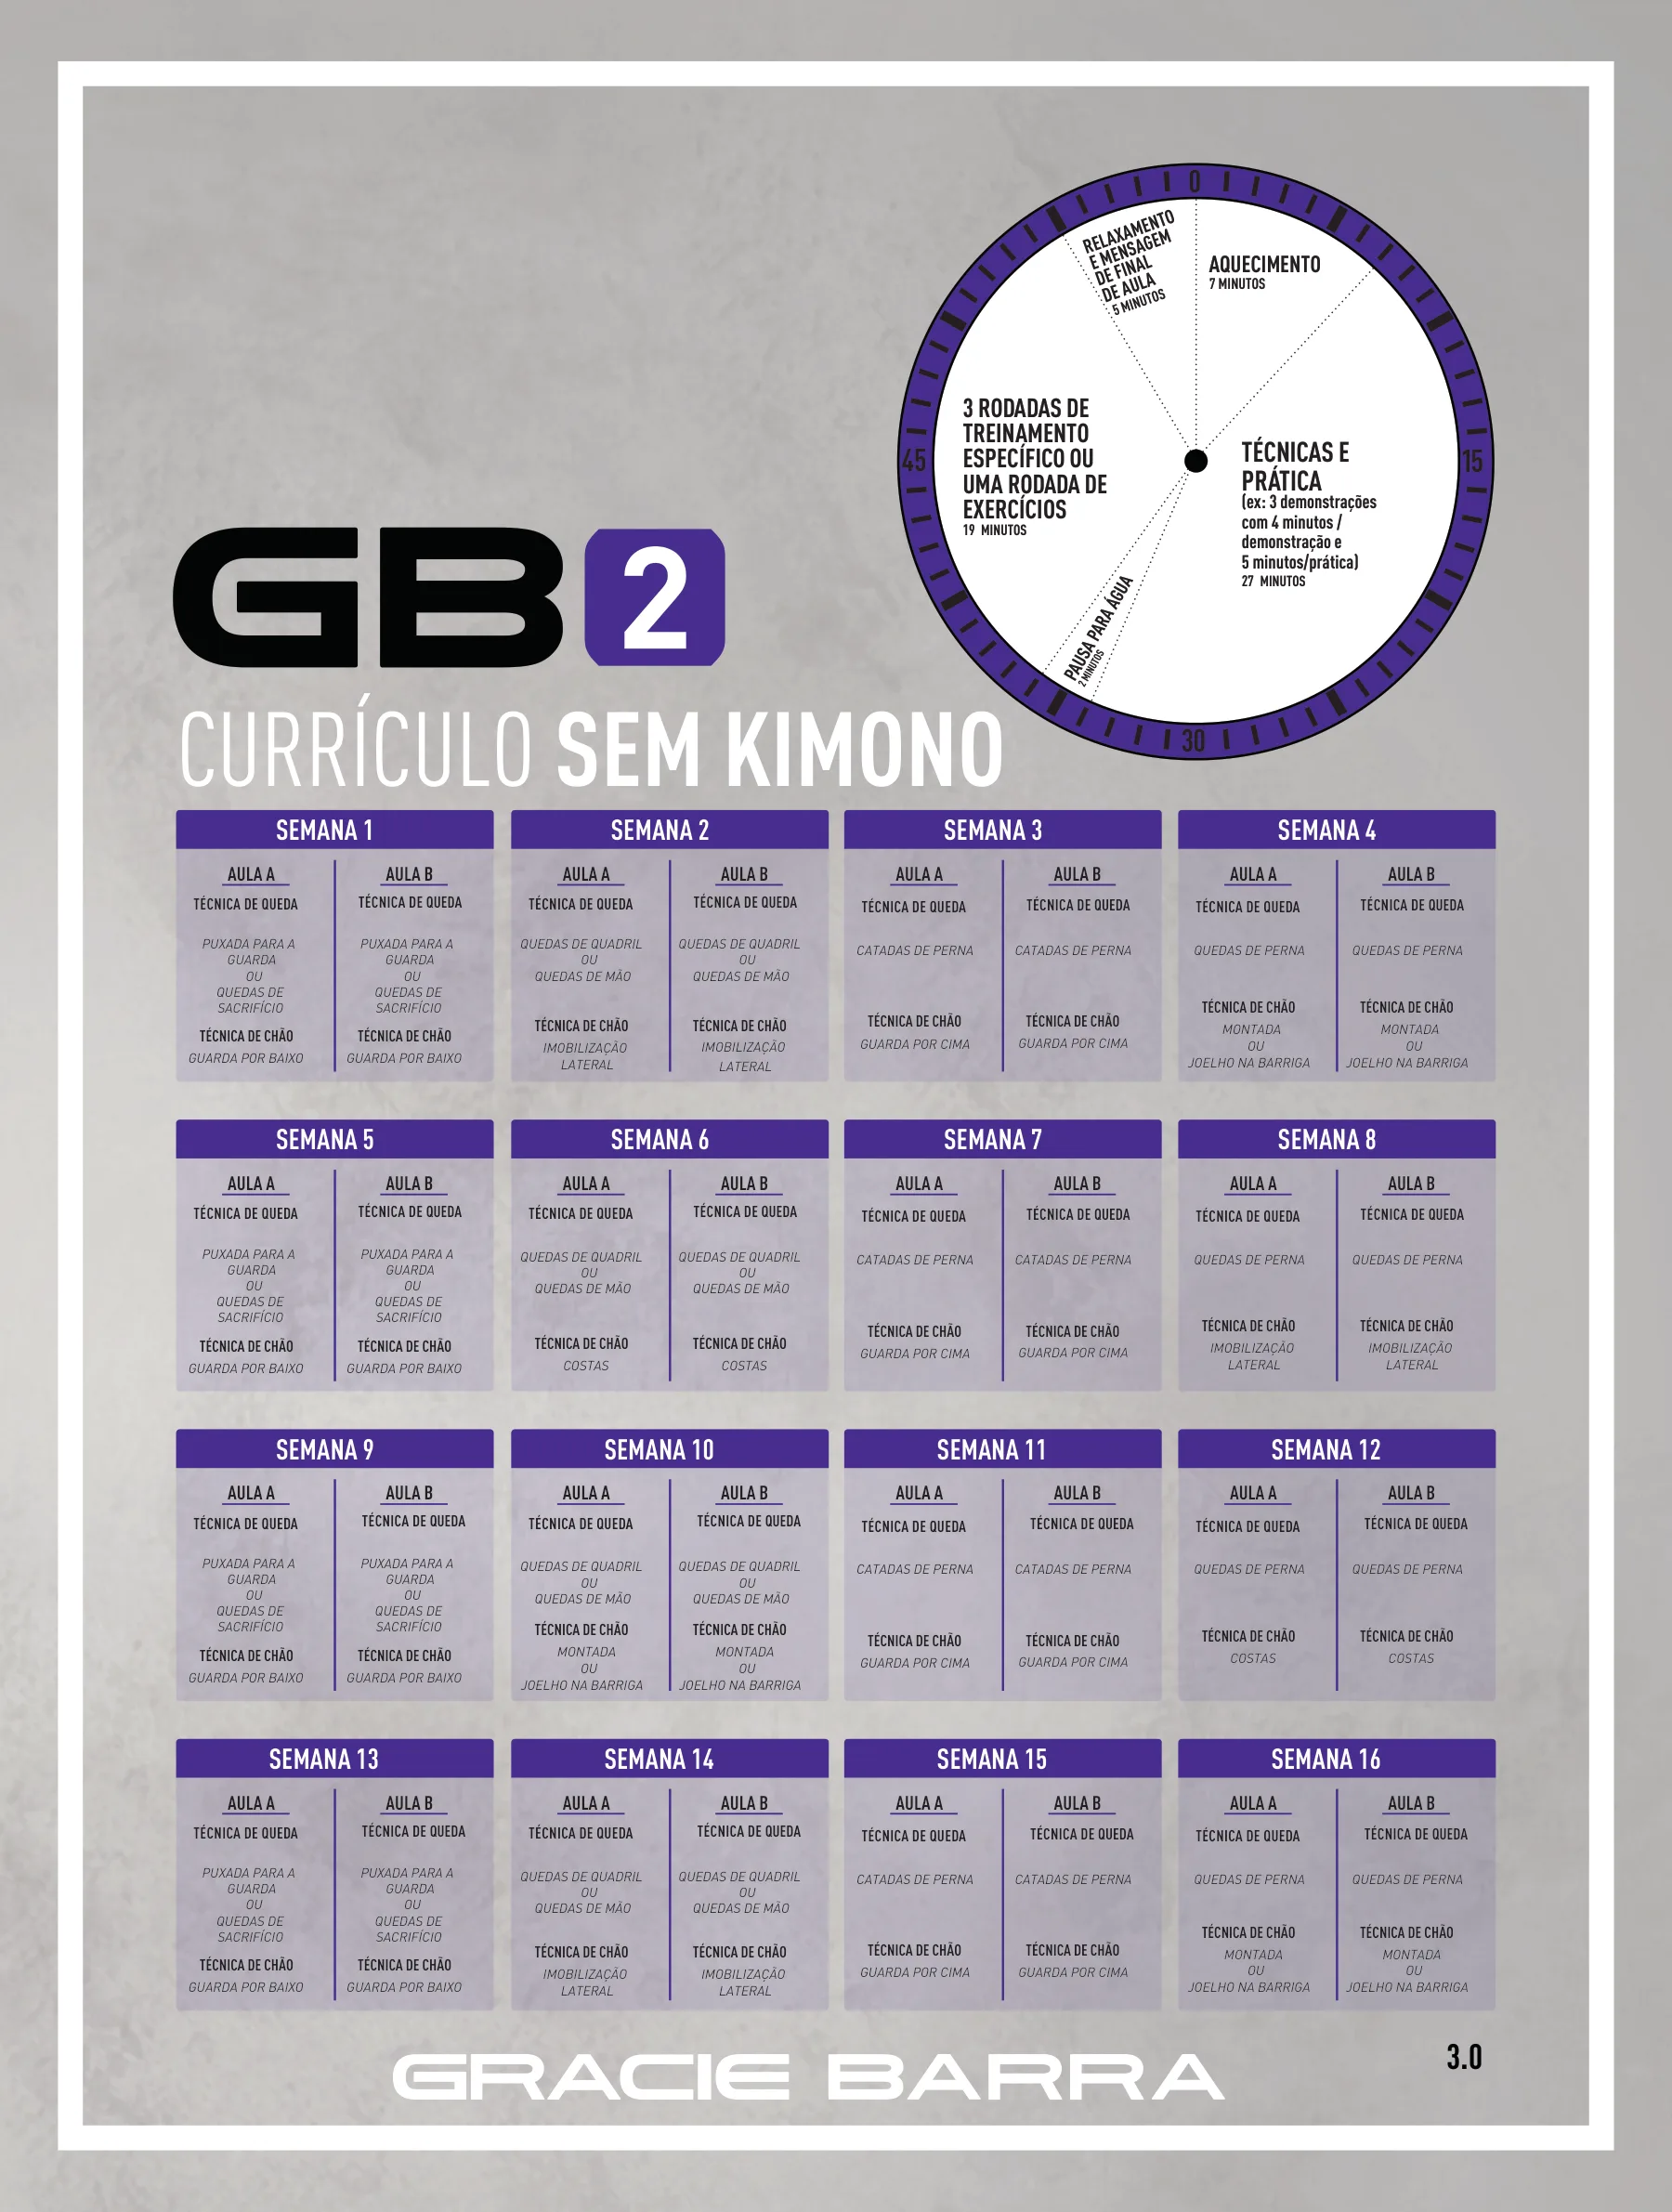 0
RELAXAMENTO
E MENSAGEM
DE FINAL
DE AULA
5 MINUTOS
AQUECIMENTO
7 MINUTOS
3 RODADAS DE
TREINAMENTO
ESPECÍFICO OU
UMA RODADA DE
EXERCÍCIOS
19 MINUTOS
45
TÉCNICAS E
PRÁTICA
(ex: 3 demonstrações
com 4 minutos /
demonstração e
5 minutos/prática)
27 MINUTOS
15
PAUSA PARA ÁGUA
2 MINUTOS
30
GB 2
CURRÍCULO SEM KIMONO
SEMANA 1
AULA A
TÉCNICA DE QUEDA
PUXADA PARA A
GUARDA
OU
QUEDAS DE
SACRIFÍCIO
TÉCNICA DE CHÃO
GUARDA POR BAIXO
AULA B
TÉCNICA DE QUEDA
PUXADA PARA A
GUARDA
OU
QUEDAS DE
SACRIFÍCIO
TÉCNICA DE CHÃO
GUARDA POR BAIXO
SEMANA 2
AULA A
TÉCNICA DE QUEDA
QUEDAS DE QUADRIL
OU
QUEDAS DE MÃO
TÉCNICA DE CHÃO
IMOBILIZAÇÃO
LATERAL
AULA B
TÉCNICA DE QUEDA
QUEDAS DE QUADRIL
OU
QUEDAS DE MÃO
TÉCNICA DE CHÃO
IMOBILIZAÇÃO
LATERAL
SEMANA 3
AULA A
TÉCNICA DE QUEDA
CATADAS DE PERNA
TÉCNICA DE CHÃO
GUARDA POR CIMA
AULA B
TÉCNICA DE QUEDA
CATADAS DE PERNA
TÉCNICA DE CHÃO
GUARDA POR CIMA
SEMANA 4
AULA A
TÉCNICA DE QUEDA
QUEDAS DE PERNA
TÉCNICA DE CHÃO
MONTADA
OU
JOELHO NA BARRIGA
AULA B
TÉCNICA DE QUEDA
QUEDAS DE PERNA
TÉCNICA DE CHÃO
MONTADA
OU
JOELHO NA BARRIGA
SEMANA 5
AULA A
TÉCNICA DE QUEDA
PUXADA PARA A
GUARDA
OU
QUEDAS DE
SACRIFÍCIO
TÉCNICA DE CHÃO
GUARDA POR BAIXO
AULA B
TÉCNICA DE QUEDA
PUXADA PARA A
GUARDA
OU
QUEDAS DE
SACRIFÍCIO
TÉCNICA DE CHÃO
GUARDA POR BAIXO
SEMANA 6
AULA A
TÉCNICA DE QUEDA
QUEDAS DE QUADRIL
OU
QUEDAS DE MÃO
TÉCNICA DE CHÃO
COSTAS
AULA B
TÉCNICA DE QUEDA
QUEDAS DE QUADRIL
OU
QUEDAS DE MÃO
TÉCNICA DE CHÃO
COSTAS
SEMANA 7
AULA A
TÉCNICA DE QUEDA
CATADAS DE PERNA
TÉCNICA DE CHÃO
GUARDA POR CIMA
AULA B
TÉCNICA DE QUEDA
CATADAS DE PERNA
TÉCNICA DE CHÃO
GUARDA POR CIMA
SEMANA 8
AULA A
TÉCNICA DE QUEDA
QUEDAS DE PERNA
TÉCNICA DE CHÃO
IMOBILIZAÇÃO
LATERAL
AULA B
TÉCNICA DE QUEDA
QUEDAS DE PERNA
TÉCNICA DE CHÃO
IMOBILIZAÇÃO
LATERAL
SEMANA 9
AULA A
TÉCNICA DE QUEDA
PUXADA PARA A
GUARDA
OU
QUEDAS DE
SACRIFÍCIO
TÉCNICA DE CHÃO
GUARDA POR BAIXO
AULA B
TÉCNICA DE QUEDA
PUXADA PARA A
GUARDA
OU
QUEDAS DE
SACRIFÍCIO
TÉCNICA DE CHÃO
GUARDA POR BAIXO
SEMANA 10
AULA A
TÉCNICA DE QUEDA
QUEDAS DE QUADRIL
OU
QUEDAS DE MÃO
TÉCNICA DE CHÃO
MONTADA
OU
JOELHO NA BARRIGA
AULA B
TÉCNICA DE QUEDA
QUEDAS DE QUADRIL
OU
QUEDAS DE MÃO
TÉCNICA DE CHÃO
MONTADA
OU
JOELHO NA BARRIGA
SEMANA 11
AULA A
TÉCNICA DE QUEDA
CATADAS DE PERNA
TÉCNICA DE CHÃO
GUARDA POR CIMA
AULA B
TÉCNICA DE QUEDA
CATADAS DE PERNA
TÉCNICA DE CHÃO
GUARDA POR CIMA
SEMANA 12
AULA A
TÉCNICA DE QUEDA
QUEDAS DE PERNA
TÉCNICA DE CHÃO
COSTAS
AULA B
TÉCNICA DE QUEDA
QUEDAS DE PERNA
TÉCNICA DE CHÃO
COSTAS
SEMANA 13
AULA A
TÉCNICA DE QUEDA
PUXADA PARA A
GUARDA
OU
QUEDAS DE
SACRIFÍCIO
TÉCNICA DE CHÃO
GUARDA POR BAIXO
AULA B
TÉCNICA DE QUEDA
PUXADA PARA A
GUARDA
OU
QUEDAS DE
SACRIFÍCIO
TÉCNICA DE CHÃO
GUARDA POR BAIXO
SEMANA 14
AULA A
TÉCNICA DE QUEDA
QUEDAS DE QUADRIL
OU
QUEDAS DE MÃO
TÉCNICA DE CHÃO
IMOBILIZAÇÃO
LATERAL
AULA B
TÉCNICA DE QUEDA
QUEDAS DE QUADRIL
OU
QUEDAS DE MÃO
TÉCNICA DE CHÃO
IMOBILIZAÇÃO
LATERAL
SEMANA 15
AULA A
TÉCNICA DE QUEDA
CATADAS DE PERNA
TÉCNICA DE CHÃO
GUARDA POR CIMA
AULA B
TÉCNICA DE QUEDA
CATADAS DE PERNA
TÉCNICA DE CHÃO
GUARDA POR CIMA
SEMANA 16
AULA A
TÉCNICA DE QUEDA
QUEDAS DE PERNA
TÉCNICA DE CHÃO
MONTADA
OU
JOELHO NA BARRIGA
AULA B
TÉCNICA DE QUEDA
QUEDAS DE PERNA
TÉCNICA DE CHÃO
MONTADA
OU
JOELHO NA BARRIGA
GRACIE BARRA
3.0